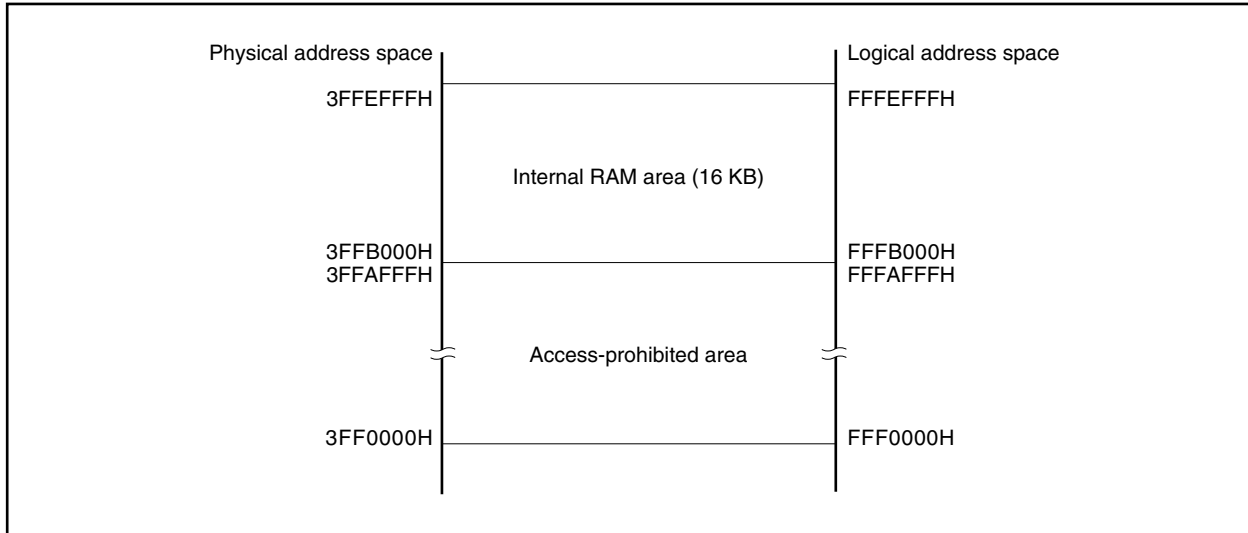 Physical address space
Logical address space
3FFEFFFH
FFFEFFFH
Internal RAM area (16 KB)
3FFB000H
FFFB000H
3FFAFFFH
FFFAFFFH
Access-prohibited area
3FF0000H
FFF0000H